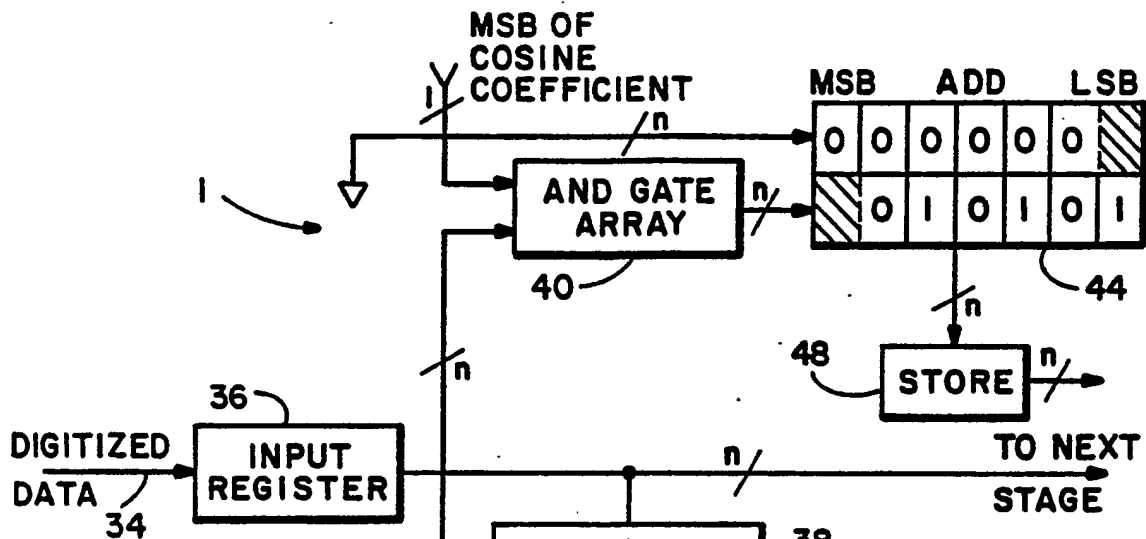 MSB OF
COSINE
COEFFICIENT
1
n
MSB ADD LSB
0 0 0 0 0 0
0 1 0 1 0 1
1
AND GATE
ARRAY
n
40
44
n
48
STORE
n
n
36
DIGITIZED
DATA
34
INPUT
REGISTER
n
TO NEXT
STAGE